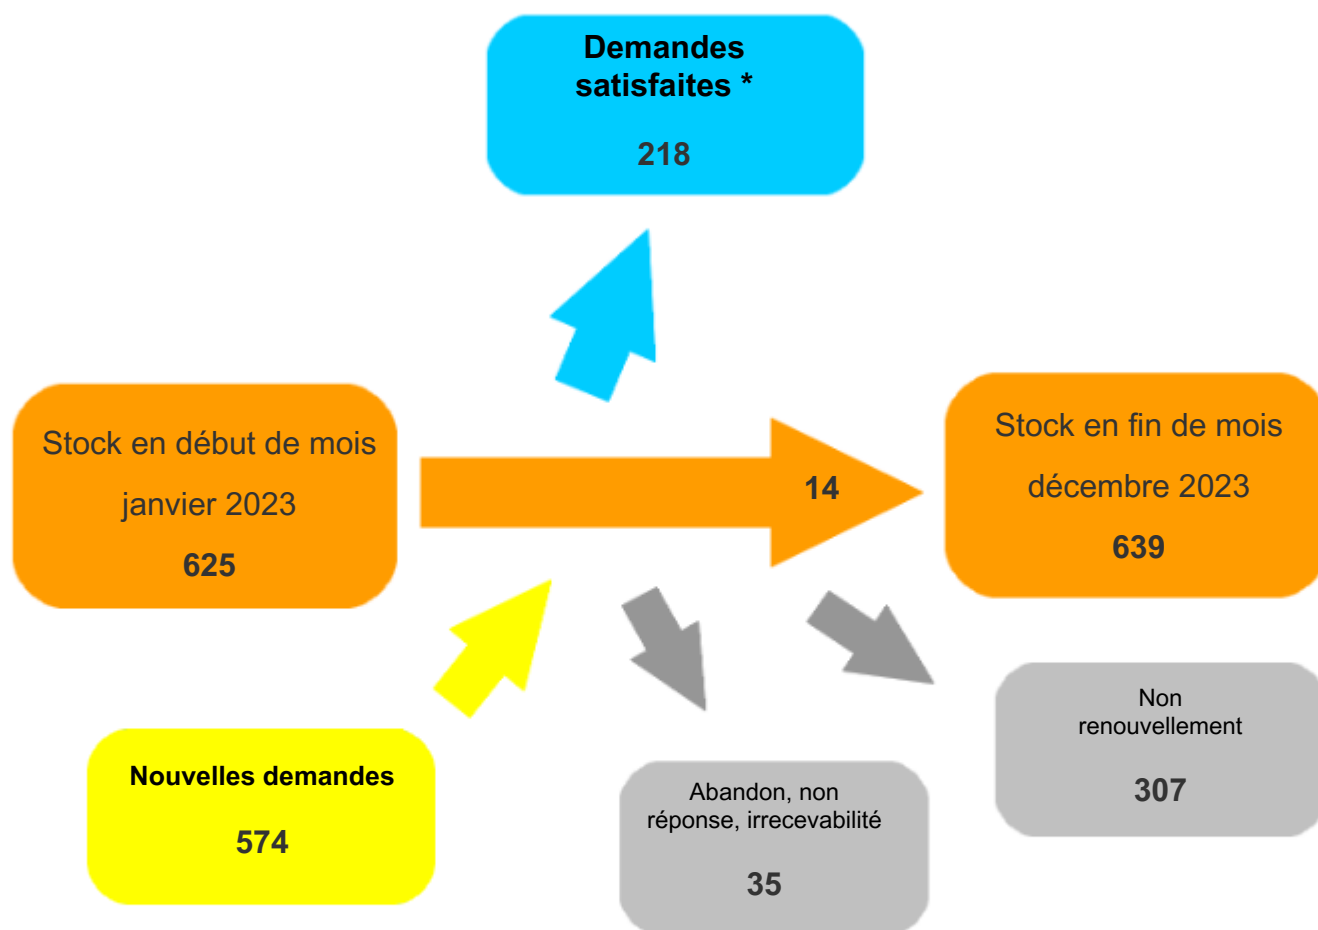 Demandes
satisfaites *
218
Stock en début de mois
janvier 2023
625
14
Stock en fin de mois
décembre 2023
639
Nouvelles demandes
574
Abandon, non
réponse, irrecevabilité
35
Non
renouvellement
307